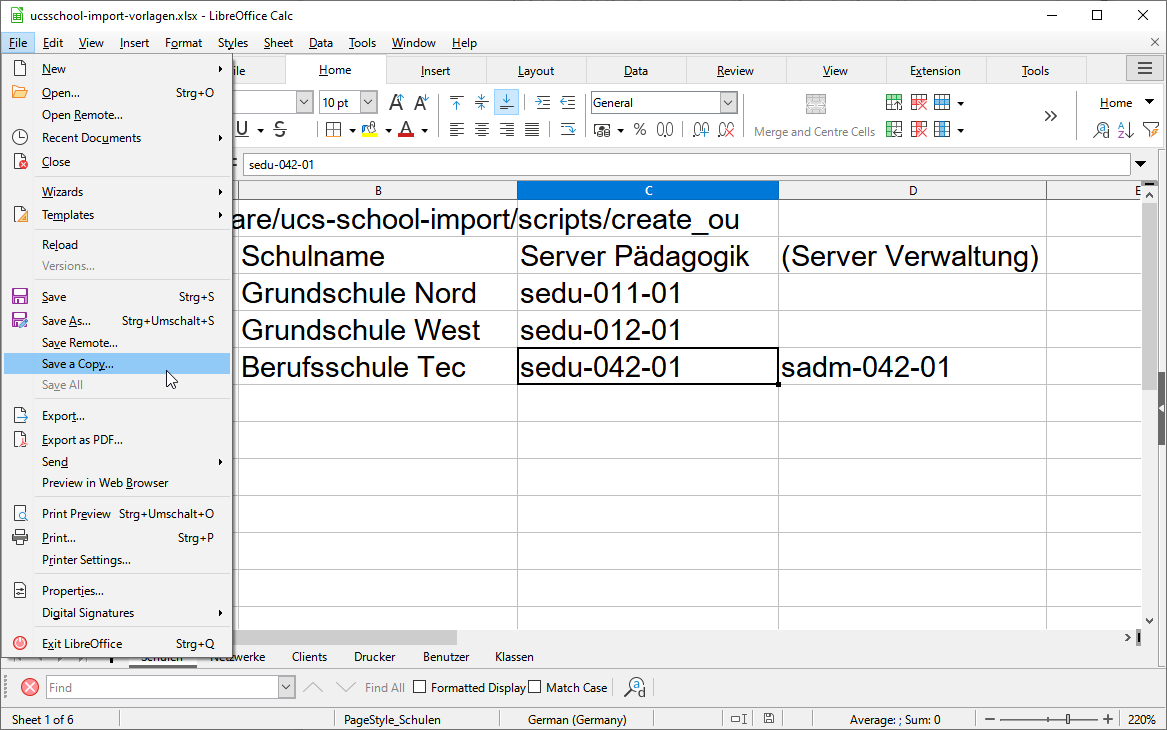 ucsschool-import-vorlagen.xlsx - LibreOffice Calc
File Edit View Insert Format Styles Sheet Data Tools Window Help
Home Insert Layout Data Review View Extension Tools
New
Open... Strg+O
Open Remote...
Recent Documents
Close
Wizards
Templates
Reload
Versions...
Save Strg+S
Save As... Strg+Umschalt+S
Save Remote...
Save a Copy...
Save All
Export...
Export as PDF...
Send
Preview in Web Browser
Print Preview Strg+Umschalt+O
Print... Strg+P
Printer Settings...
Properties...
Digital Signatures
Exit LibreOffice Strg+Q
10 pt General Home
Merge and Centre Cells
sedu-042-01
B C D E
are/ucs-school-import/scripts/create_ou
Schulname Server Pädagogik (Server Verwaltung)
Grundschule Nord sedu-011-01
Grundschule West sedu-012-01
Berufsschule Tec sedu-042-01 sadm-042-01
Schulen Netzwerke Clients Drucker Benutzer Klassen
Find Find All Formatted Display Match Case
Sheet 1 of 6 PageStyle_Schulen German (Germany) Average: ; Sum: 0 220%